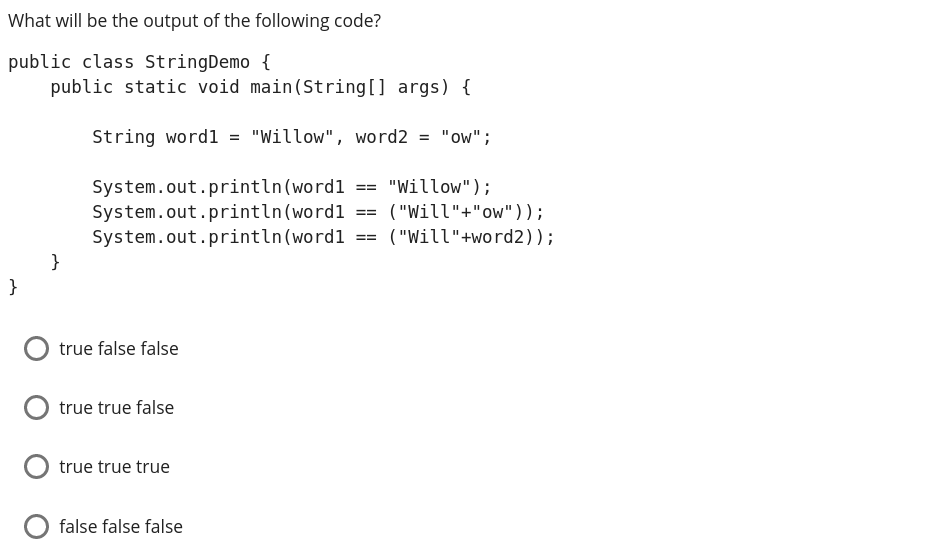 What will be the output of the following code?
public class StringDemo {
    public static void main(String[] args) {
        String word1 = "Willow", word2 = "ow";
        System.out.println(word1 == "Willow");
        System.out.println(word1 == ("Will"+"ow"));
        System.out.println(word1 == ("Will"+word2));
    }
}
true false false
true true false
true true true
false false false